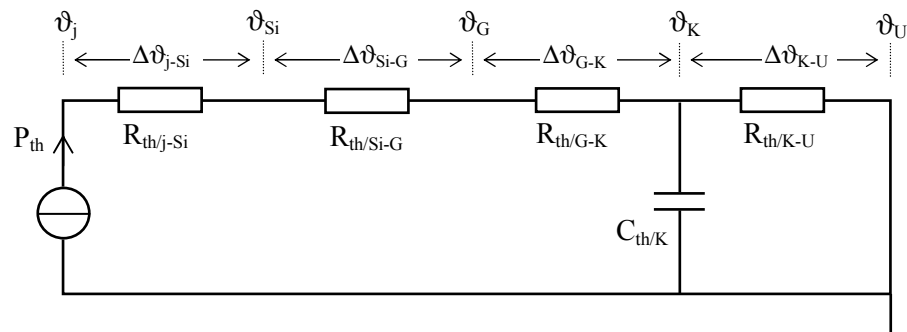 ϑj ϑSi ϑG ϑK ϑU
Δϑj-Si ΔϑSi-G ΔϑG-K ΔϑK-U
Pth Rth/j-Si Rth/Si-G Rth/G-K Rth/K-U
Cth/K